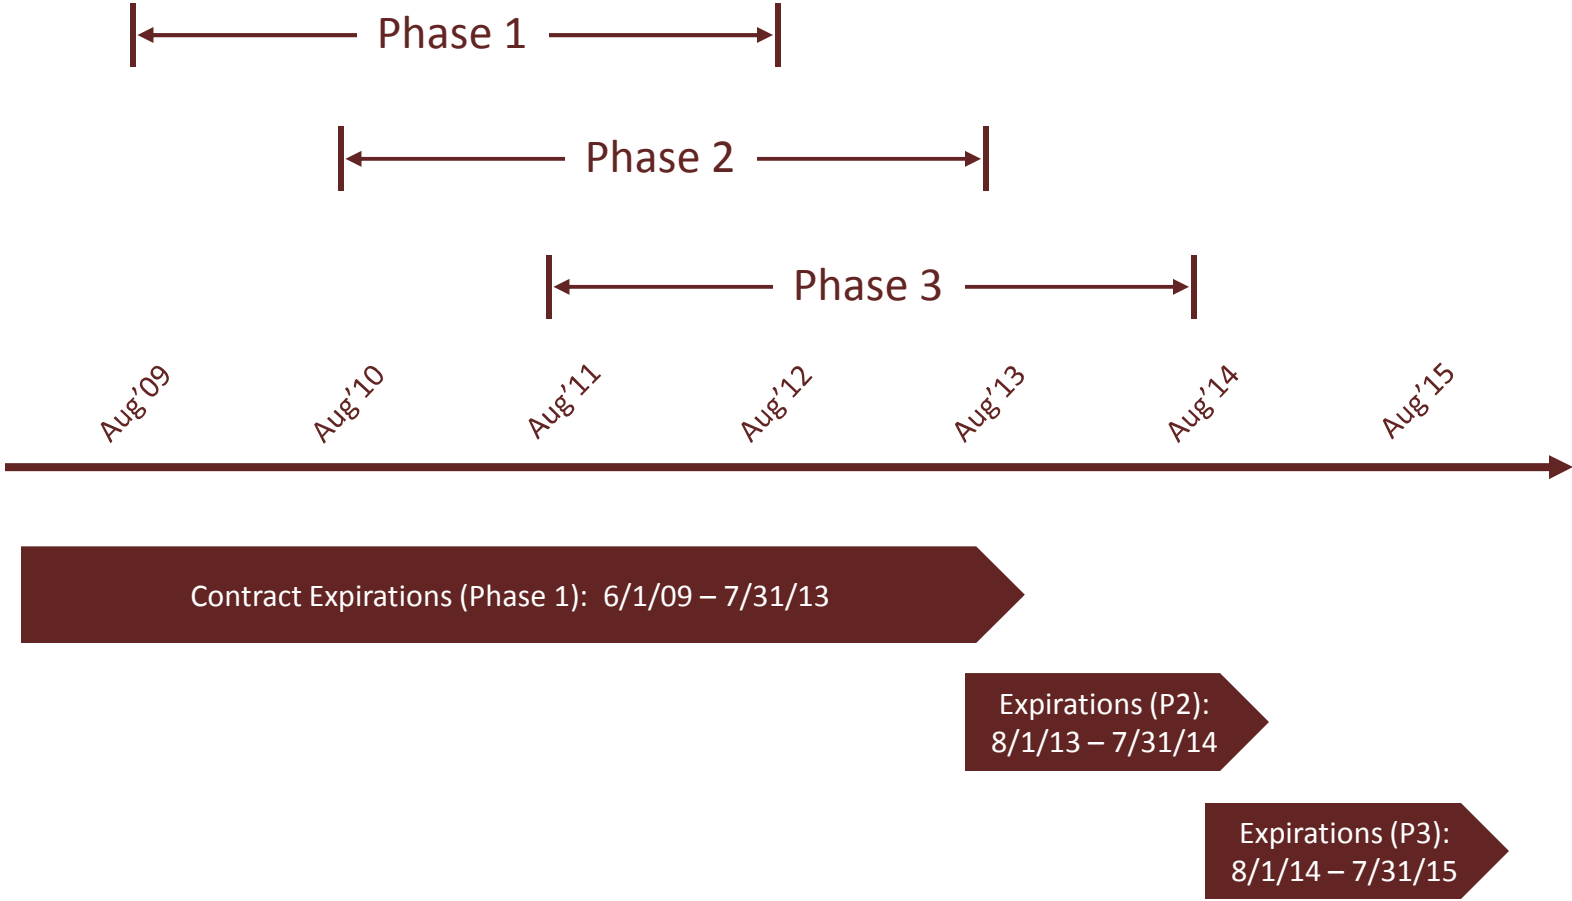 Phase 1
Phase 2
Phase 3
Aug’09
Aug’10
Aug’11
Aug’12
Aug’13
Aug’14
Aug’15
Contract Expirations (Phase 1):  6/1/09 – 7/31/13
Expirations (P2):
8/1/13 – 7/31/14
Expirations (P3):
8/1/14 – 7/31/15